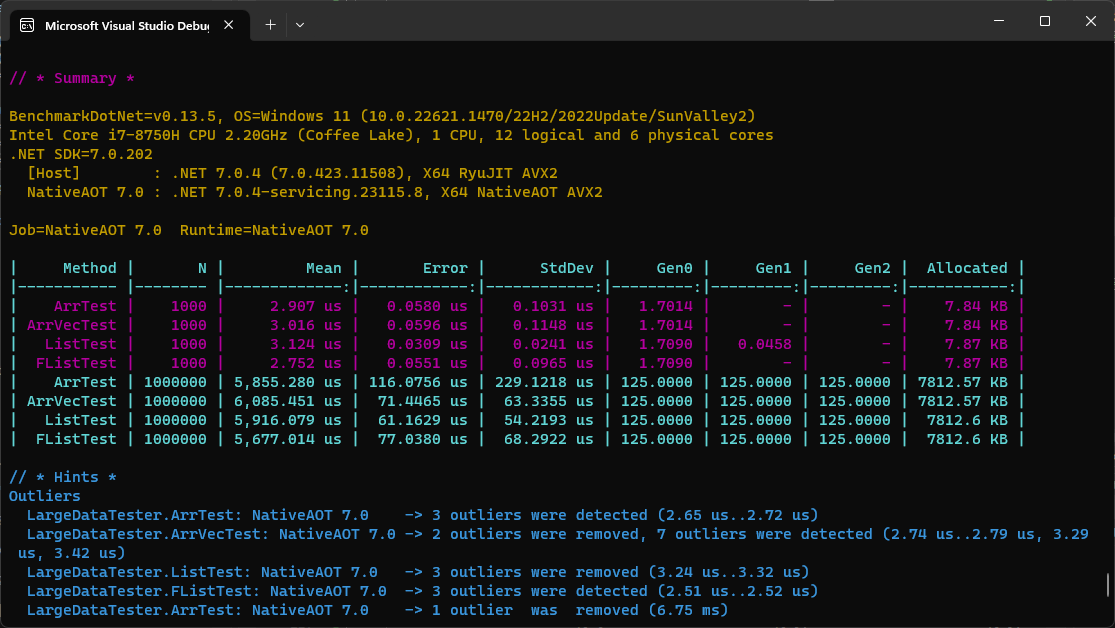 Microsoft Visual Studio Debug
// * Summary *
BenchmarkDotNet=v0.13.5, OS=Windows 11 (10.0.22621.1470/22H2/2022Update/SunValley2)
Intel Core i7-8750H CPU 2.20GHz (Coffee Lake), 1 CPU, 12 logical and 6 physical cores
.NET SDK=7.0.202
  [Host]        : .NET 7.0.4 (7.0.423.11508), X64 RyuJIT AVX2
  NativeAOT 7.0 : .NET 7.0.4-servicing.23115.8, X64 NativeAOT AVX2
Job=NativeAOT 7.0  Runtime=NativeAOT 7.0
|     Method |       N |         Mean |       Error |      StdDev |     Gen0 |     Gen1 |     Gen2 |  Allocated |
|----------- |-------- |-------------:|------------:|------------:|---------:|---------:|---------:|-----------:|
|    ArrTest |    1000 |     2.907 us |   0.0580 us |   0.1031 us |   1.7014 |        - |        - |    7.84 KB |
| ArrVecTest |    1000 |     3.016 us |   0.0596 us |   0.1148 us |   1.7014 |        - |        - |    7.84 KB |
|   ListTest |    1000 |     3.124 us |   0.0309 us |   0.0241 us |   1.7090 |   0.0458 |        - |    7.87 KB |
|  FListTest |    1000 |     2.752 us |   0.0551 us |   0.0965 us |   1.7090 |        - |        - |    7.87 KB |
|    ArrTest | 1000000 | 5,855.280 us | 116.0756 us | 229.1218 us | 125.0000 | 125.0000 | 125.0000 | 7812.57 KB |
| ArrVecTest | 1000000 | 6,085.451 us |  71.4465 us |  63.3355 us | 125.0000 | 125.0000 | 125.0000 | 7812.57 KB |
|   ListTest | 1000000 | 5,916.079 us |  61.1629 us |  54.2193 us | 125.0000 | 125.0000 | 125.0000 |  7812.6 KB |
|  FListTest | 1000000 | 5,677.014 us |  77.0380 us |  68.2922 us | 125.0000 | 125.0000 | 125.0000 |  7812.6 KB |
// * Hints *
Outliers
  LargeDataTester.ArrTest: NativeAOT 7.0    -> 3 outliers were detected (2.65 us..2.72 us)
  LargeDataTester.ArrVecTest: NativeAOT 7.0 -> 2 outliers were removed, 7 outliers were detected (2.74 us..2.79 us, 3.29
 us, 3.42 us)
  LargeDataTester.ListTest: NativeAOT 7.0   -> 3 outliers were removed (3.24 us..3.32 us)
  LargeDataTester.FListTest: NativeAOT 7.0  -> 3 outliers were detected (2.51 us..2.52 us)
  LargeDataTester.ArrTest: NativeAOT 7.0    -> 1 outlier  was  removed (6.75 ms)